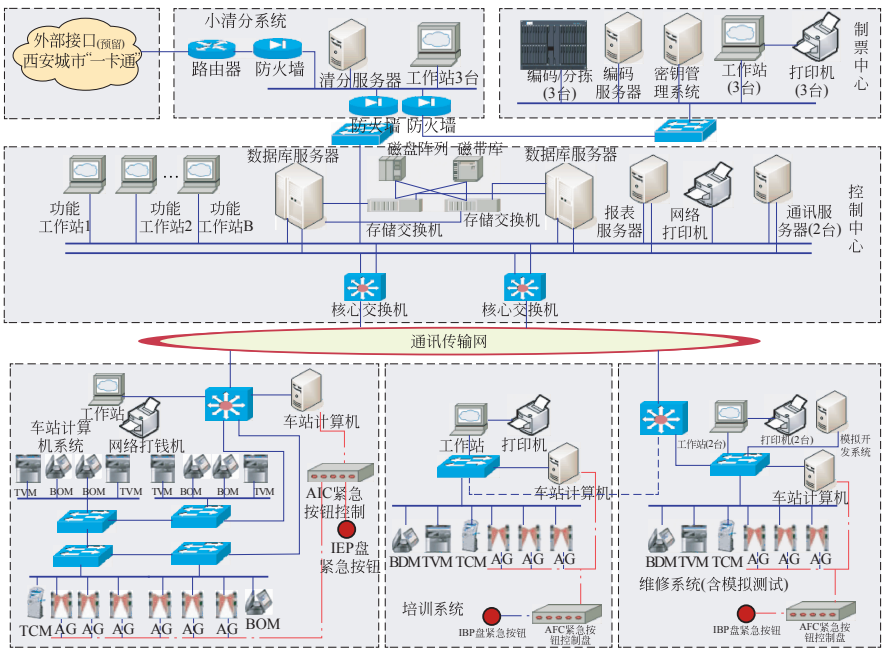 小清分系统
外部接口(预留)
西安城市“一卡通
路由器
防火墙
清分服务器
工作站3台
防火墙
防火墙
编码/分拣
(3台)
编码
服务器
密钥管
理系统
工作站
(3台)
打印机
(3台)
制票中心
功能
工作站1
功能
工作站2
…
功能
工作站B
数据库服务器
磁盘阵列
磁带库
数据库服务器
存储交换机
存储交换机
报表
服务器
网络
打印机
通讯服
务器(2台)
控制中心
核心交换机
核心交换机
通讯传输网
工作站
车站计算
机系统
网络打钱机
车站计算机
TVM
BOM
BOM
TVM
TVM
BOM
BOM
TVM
AIC紧急
按钮控制
IEP盘
紧急按钮
TCM
AG
AG
AG
AG
AG
AG
BOM
工作站
打印机
车站计算机
BDM
TVM
TCM
AG
AG
AG
培训系统
IBP盘紧急按钮
AFC紧急按
钮控制盘
工作站(2台)
打印机(2台)
模拟开
发系统
车站计算机
BDM
TVM
TCM
AG
AG
AG
维修系统(含模拟测试)
IBP盘紧急按钮
AFC紧急按
钮控制盘